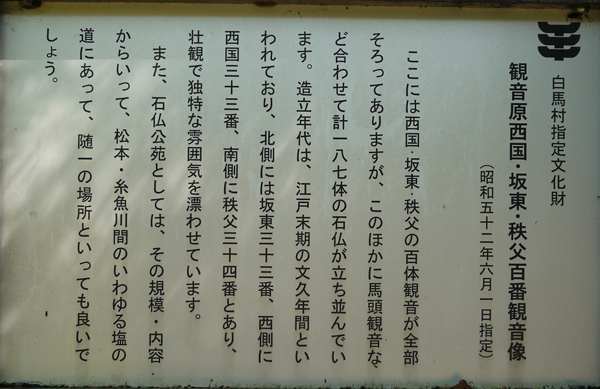 白馬村指定文化財
観音原西国・坂東・秩父百番観音像
(昭和五十二年六月一日指定)
ここには西国・坂東・秩父の百体観音が全部
そろってありますが、このほかに馬頭観音な
ど合わせて計一八七体の石仏が立ち並んでい
ます。造立年代は、江戸末期の文久年間とい
われており、北側には坂東三十三番、西側に
西国三十三番、南側に秩父三十四番とあり、
壮観で独特な雰囲気を漂わせています。
また、石仏公苑としては、その規模・内容
からいって、松本・糸魚川間のいわゆる塩の
道にあって、随一の場所といっても良いで
しょう。